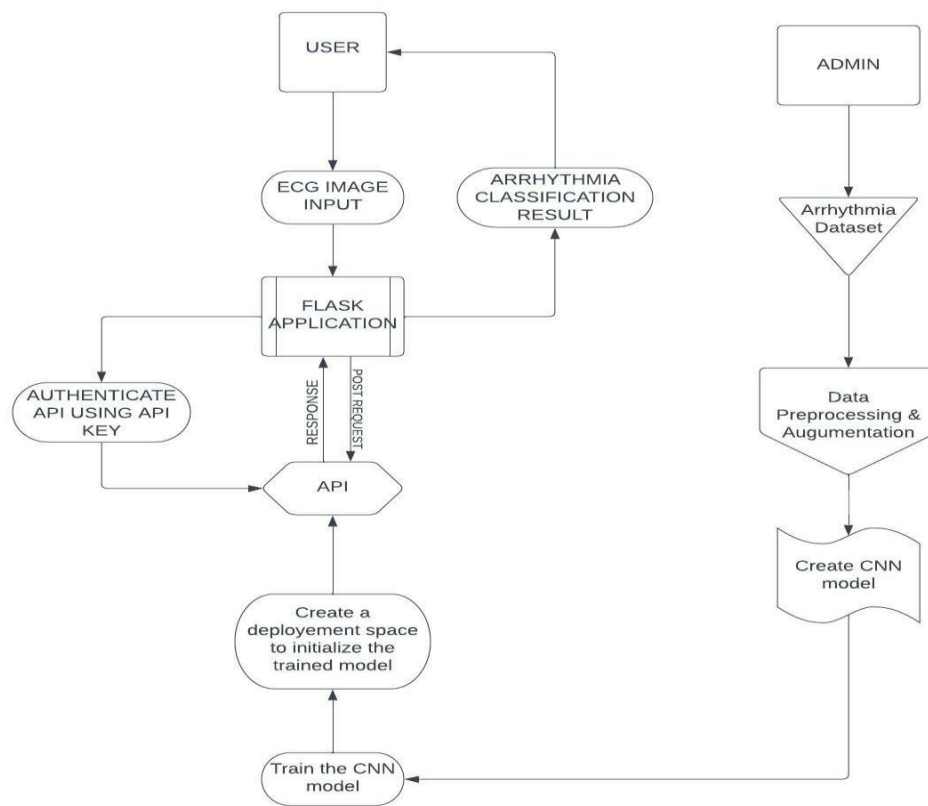 USER
ADMIN
ECG IMAGE
INPUT
ARRHYTHMIA
CLASSIFICATION
RESULT
Arrhythmia
Dataset
FLASK
APPLICATION
AUTHENTICATE
API USING API
KEY
RESPONSE
POST REQUEST
Data
Preprocessing &
Augumentation
API
Create CNN
model
Create a
deployement space
to initialize the
trained model
Train the CNN
model